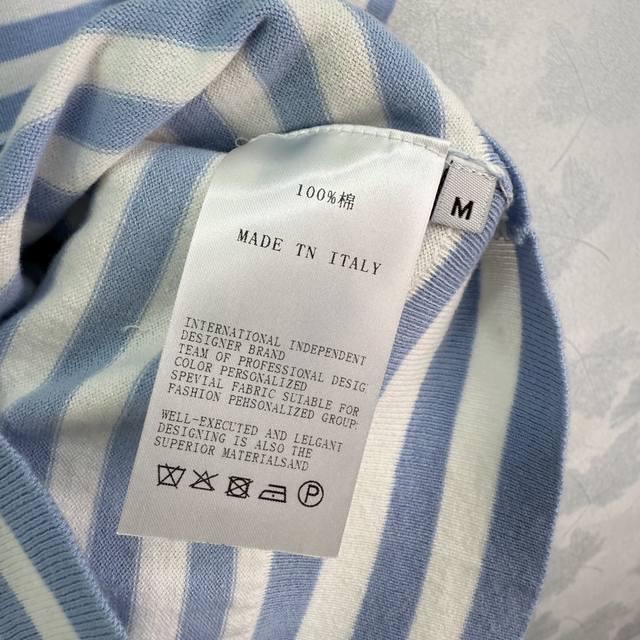 100%棉
M
MADE TN ITALY
INTERNATIONAL INDEPENDENT
DESIGNER BRAND
TEAM OF PROFESSIONAL DESIG
COLOR PERSONALIZED
SPEVIAL FABRIC SUITABLE FOR
FASHION PEHSONALIZED GROUP:
WELL-EXECUTED AND LELGANT
DESIGNING IS ALSO THE
SUPERIOR MATERIALSAND
P